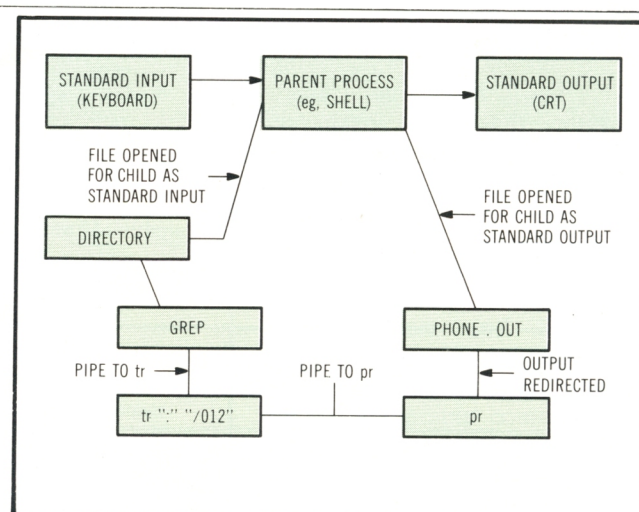 STANDARD INPUT
(KEYBOARD)
PARENT PROCESS
(eg, SHELL)
STANDARD OUTPUT
(CRT)
FILE OPENED
FOR CHILD AS
STANDARD INPUT
FILE OPENED
FOR CHILD AS
STANDARD OUTPUT
DIRECTORY
GREP
PHONE . OUT
PIPE TO tr
PIPE TO pr
OUTPUT
REDIRECTED
tr ":" "/012"
pr